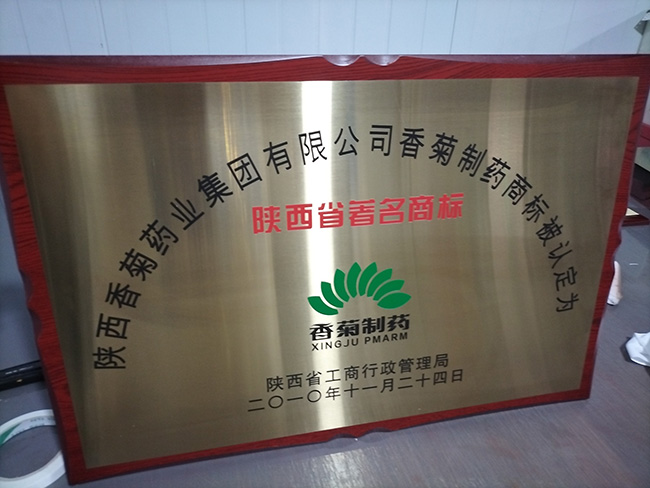 陕西香菊药业集团有限公司香菊制药商标被认定为
陕西省著名商标
香菊制药
XINGJU PMARM
陕西省工商行政管理局
二〇一〇年十一月二十四日